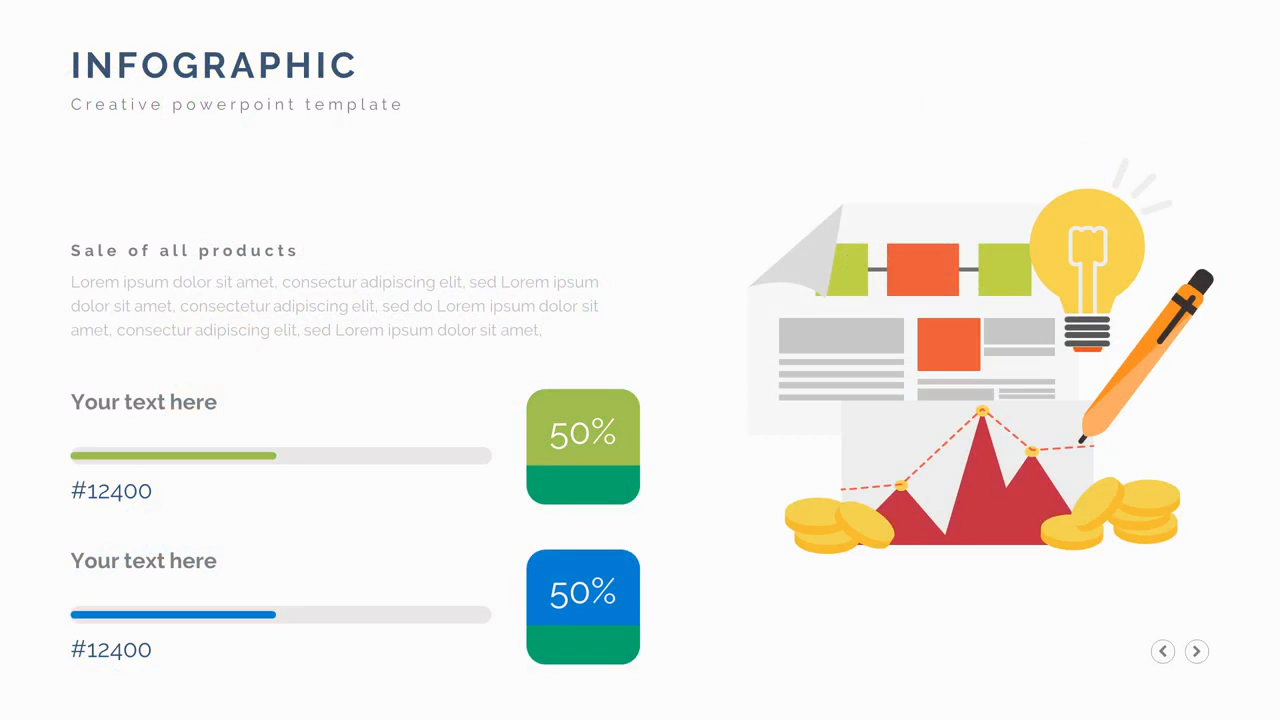 INFOGRAPHIC
Creative powerpoint template
Sale of all products
Lorem ipsum dolor sit amet, consectur adipiscing elit, sed Lorem ipsum
dolor sit amet, consectetur adipiscing elit, sed do Lorem ipsum dolor sit
amet, consectur adipiscing elit, sed Lorem ipsum dolor sit amet,
Your text here
50%
#12400
Your text here
50%
#12400